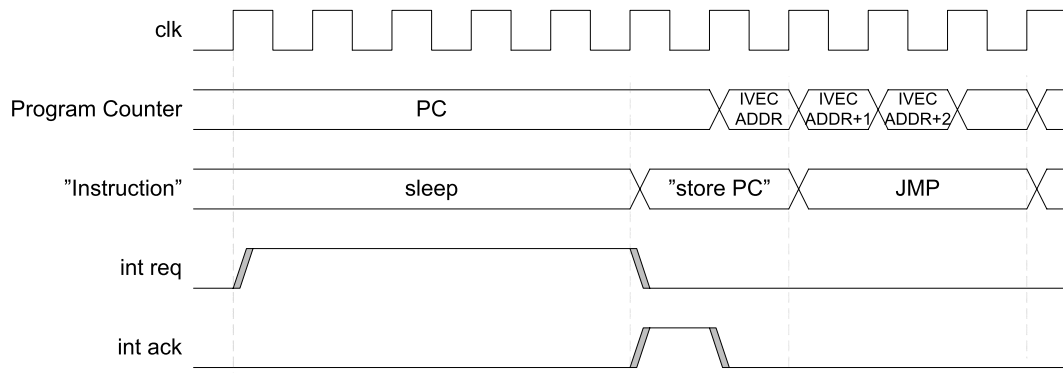 clk
Program Counter
PC
IVEC
ADDR
IVEC
ADDR+1
IVEC
ADDR+2
”Instruction”
sleep
”store PC”
JMP
int req
int ack